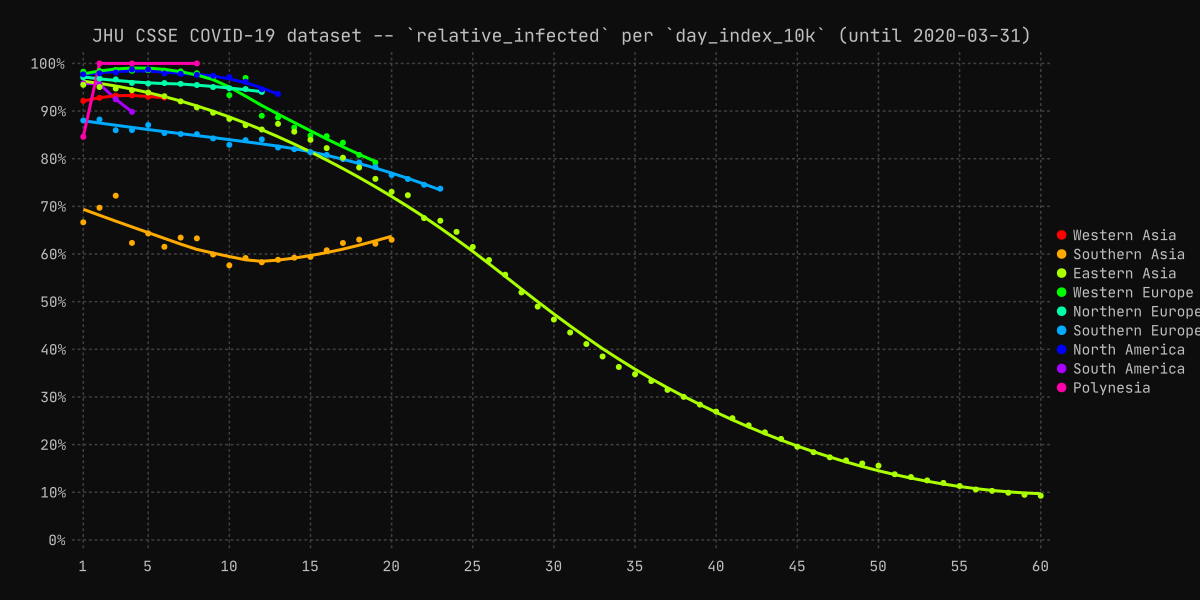 JHU CSSE COVID-19 dataset -- `relative_infected` per `day_index_10k` (until 2020-03-31)
100%
90%
80%
70%
60%
50%
40%
30%
20%
10%
0%
1 5 10 15 20 25 30 35 40 45 50 55 60
Western Asia
Southern Asia
Eastern Asia
Western Europe
Northern Europe
Southern Europe
North America
South America
Polynesia